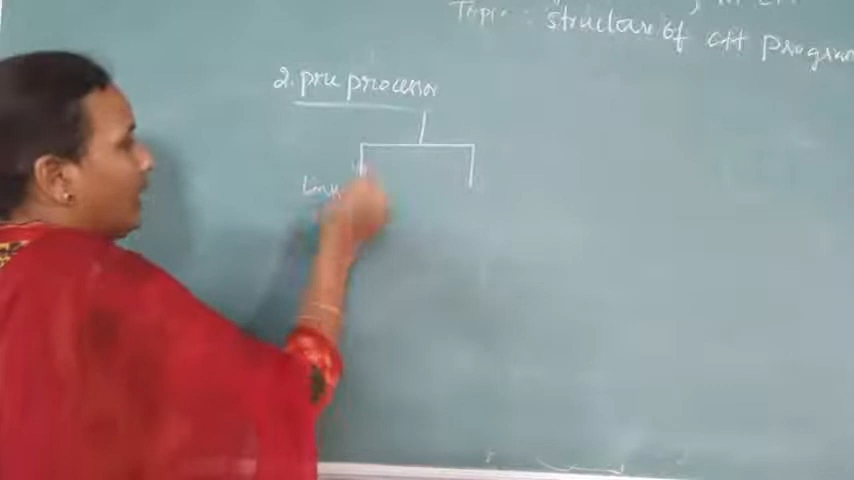 Topic : structure of C++ program
2. pre processor